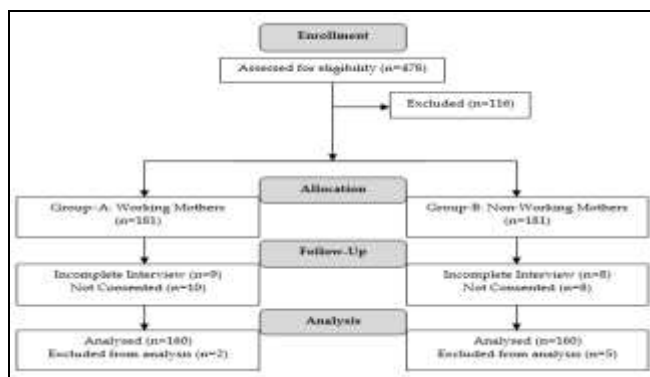 Enrollment
Assessed for eligibility (n=478)
Excluded (n=116)
Allocation
Group-A: Working Mothers
(n=181)
Group-B: Non-Working Mothers
(n=181)
Follow-Up
Incomplete Interview (n=9)
Not Consented (n=10)
Incomplete Interview (n=8)
Not Consented (n=8)
Analysis
Analysed (n=160)
Excluded from analysis (n=2)
Analysed (n=160)
Excluded from analysis (n=5)